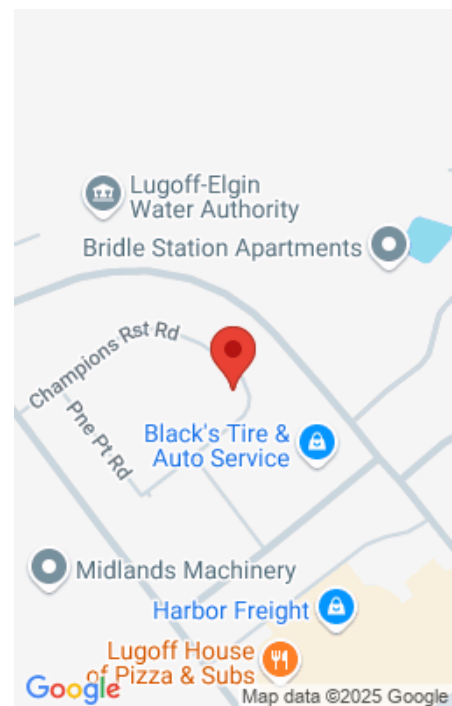 Lugoff-Elgin
Water Authority
Bridle Station Apartments
Champions Rst Rd
Pne Pt Rd
Black's Tire &
Auto Service
Midlands Machinery
Harbor Freight
Lugoff House
of Pizza & Subs
Google
Map data ©2025 Google